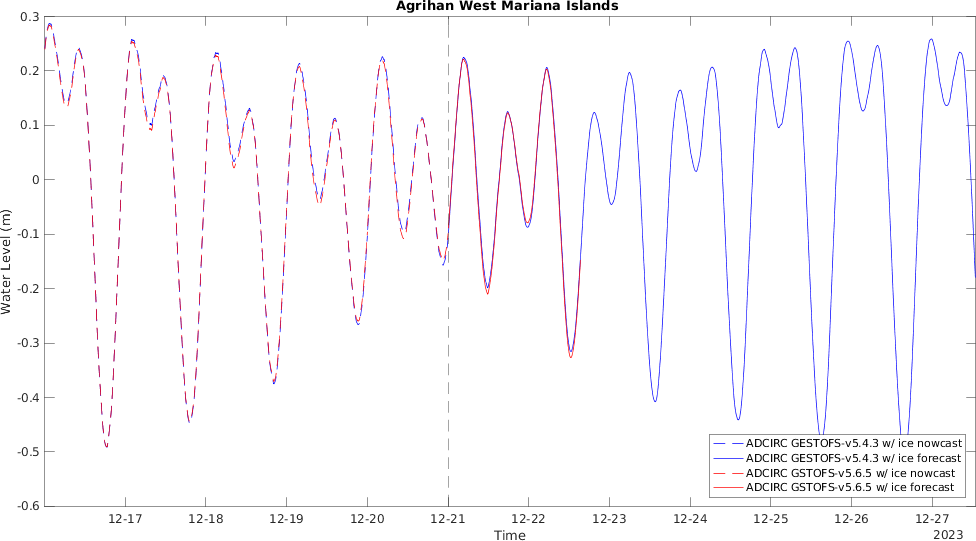 Agrihan West Mariana Islands
0.3
0.2
0.1
0
-0.1
-0.2
-0.3
-0.4
-0.5
-0.6
Water Level (m)
ADCIRC GESTOFS-v5.4.3 w/ ice nowcast
ADCIRC GESTOFS-v5.4.3 w/ ice forecast
ADCIRC GSTOFS-v5.6.5 w/ ice nowcast
ADCIRC GSTOFS-v5.6.5 w/ ice forecast
12-17 12-18 12-19 12-20 12-21 12-22 12-23 12-24 12-25 12-26 12-27
Time
2023